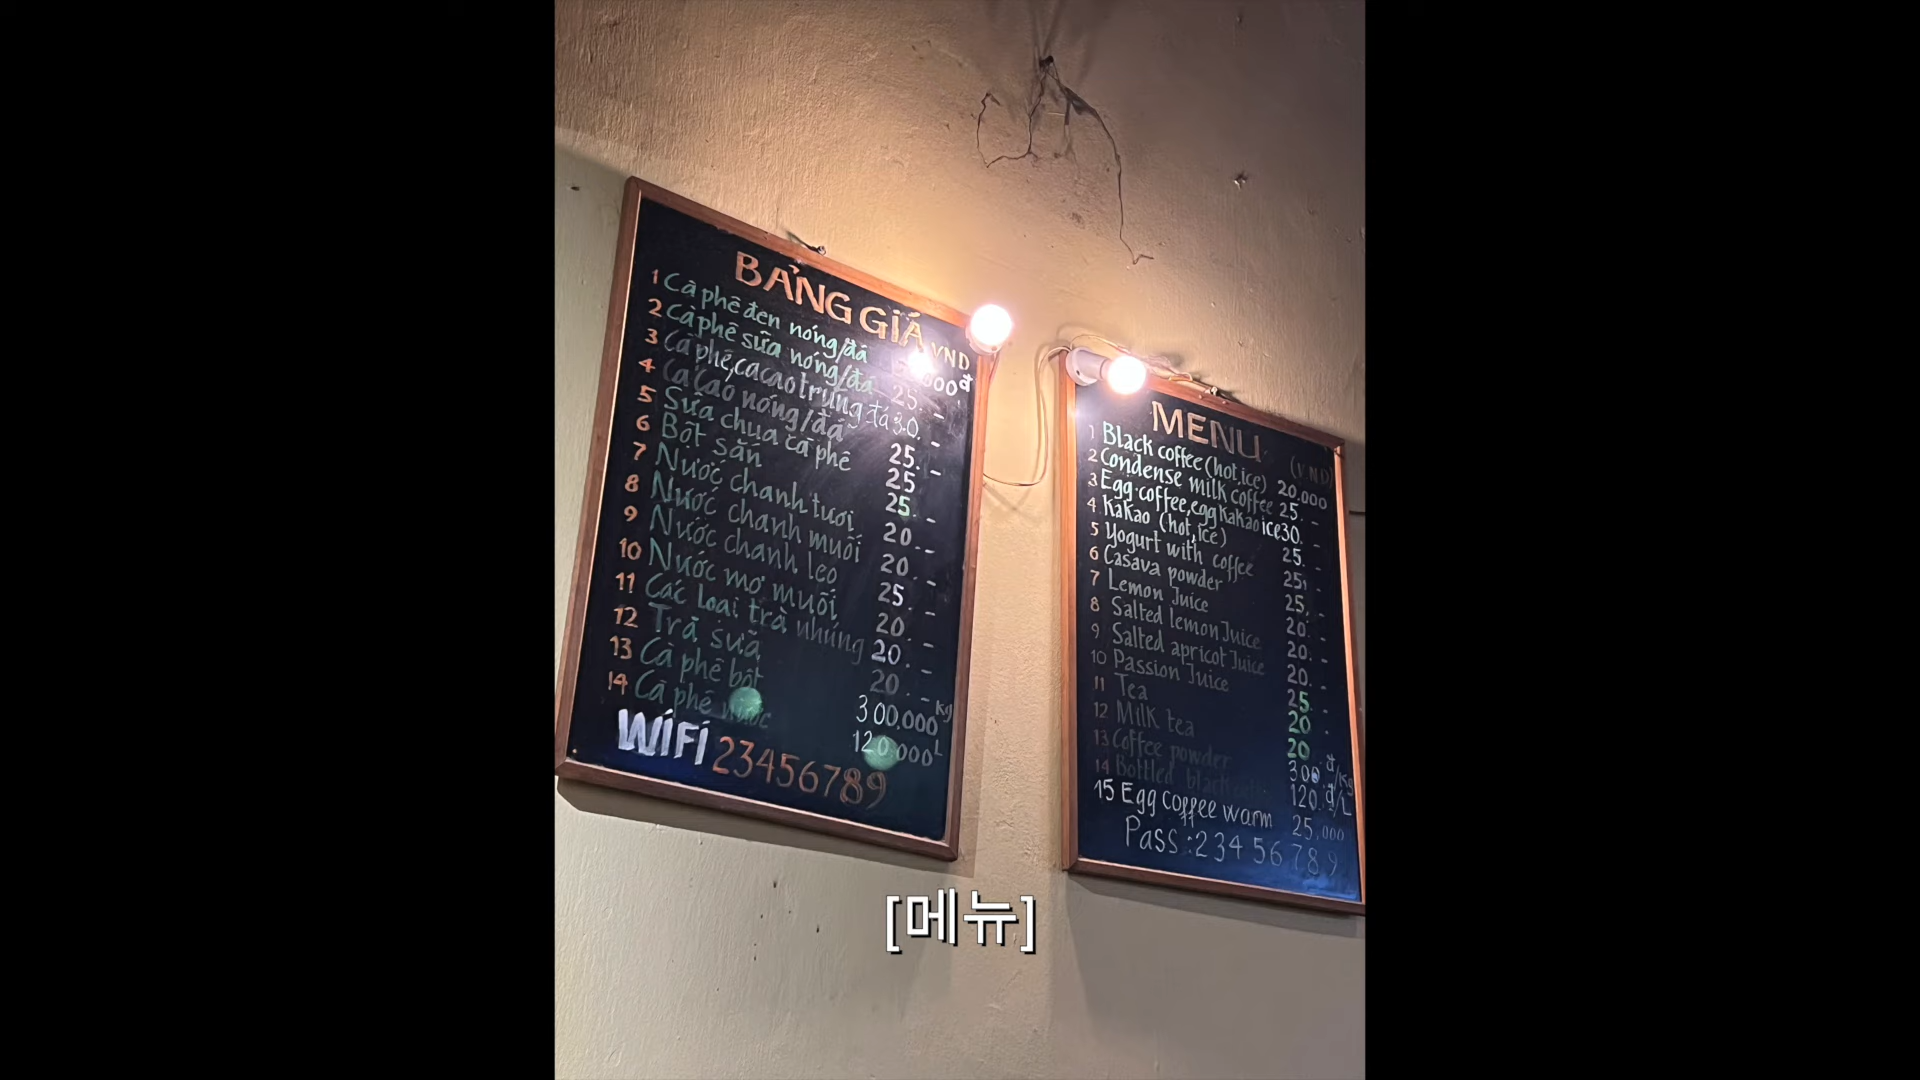 BẢNG GIÁ VND
1 Cà phê đen nóng/đá 000đ
2 Cà phê sữa nóng/đá 25. -
3 Cà phê, cacao trứng đá 30. -
4 Ca cao nóng/đá 25. -
5 Sữa chua cà phê 25
6 Bột sắn 25. -
7 Nước chanh tươi 20. -
8 Nước chanh muối 20. -
9 Nước chanh leo 25. -
10 Nước mơ muối 20. -
11 Các loại trà nhúng 20. -
12 Trà sữa 20. -
13 Cà phê bột 300,000 kg
14 Cà phê nước 120,000 L
WiFi 23456789
MENU (VND)
1 Black coffee (hot, ice) 20.000
2 Condense milk coffee 25. -
3 Egg coffee, egg Kakao ice 30. -
4 Kakao (hot, ice) 25. -
5 Yogurt with coffee 25, -
6 Casava powder 25, -
7 Lemon Juice 20. -
8 Salted lemon Juice 20. -
9 Salted apricot Juice 20. -
10 Passion Juice 25. -
11 Tea 20 -
12 Milk tea 20 -
13 Coffee powder 300 đ/kg
14 Bottled black 120. đ/L
15 Egg coffee warm 25,000
Pass: 23456789
[메뉴]